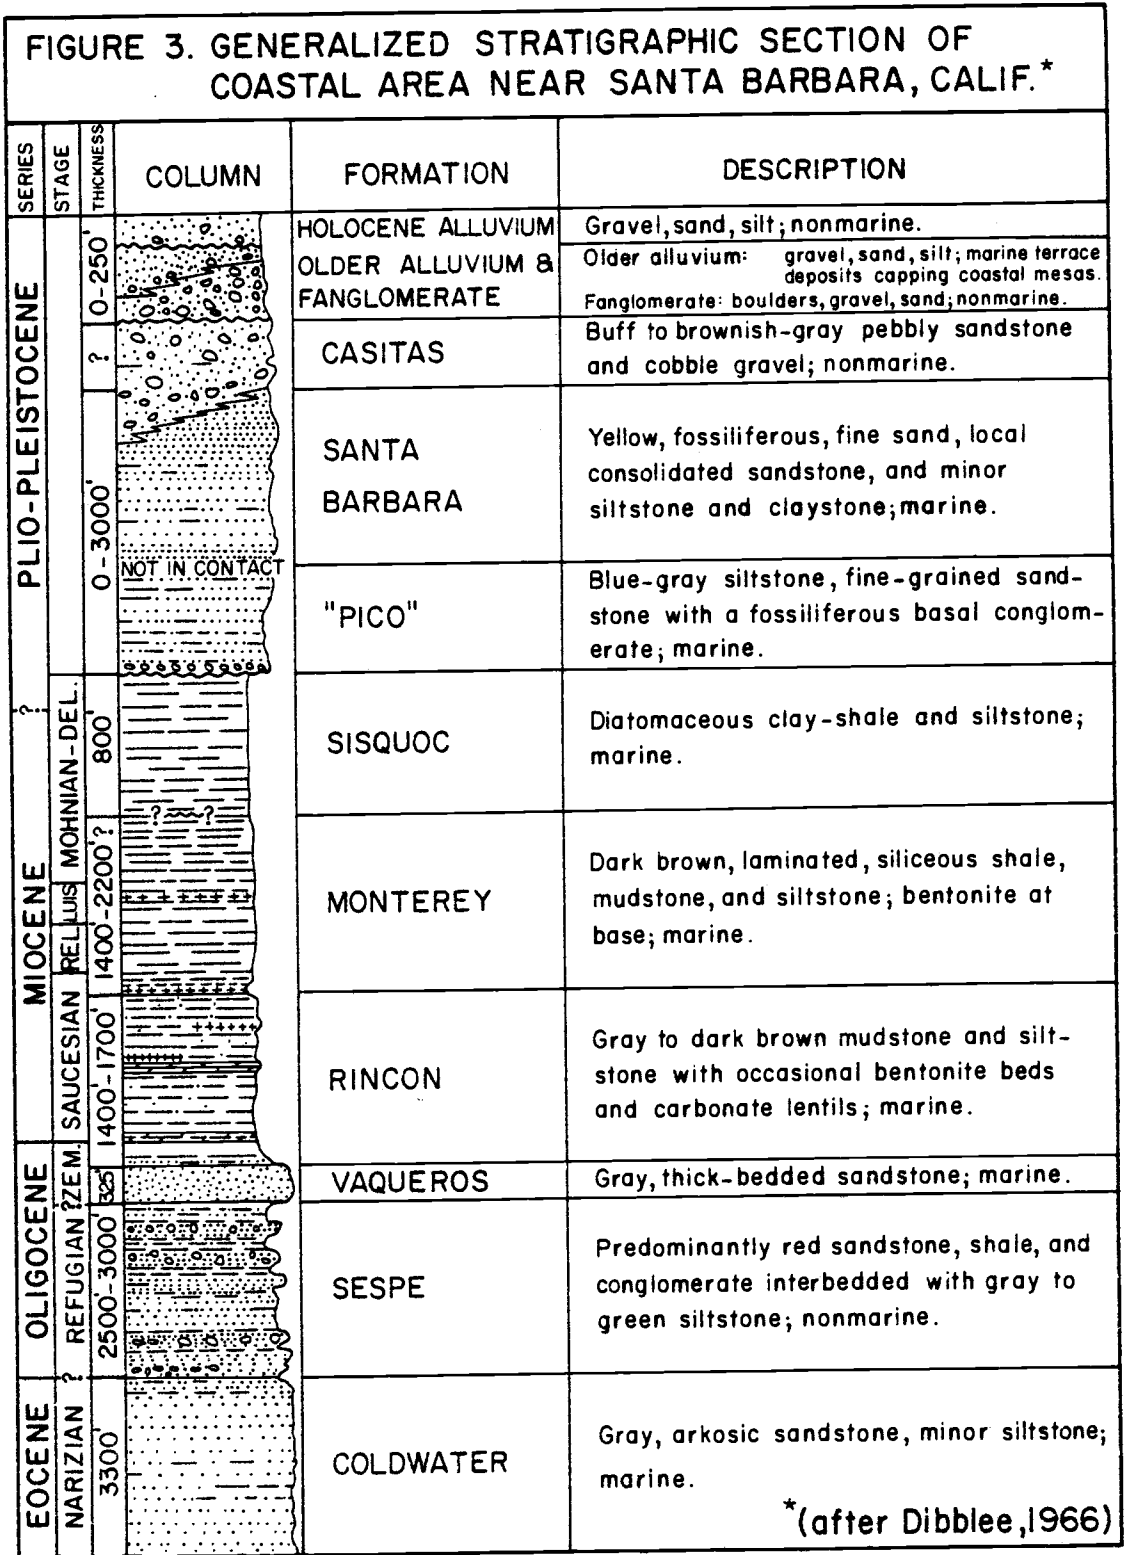 FIGURE 3. GENERALIZED STRATIGRAPHIC SECTION OF
COASTAL AREA NEAR SANTA BARBARA, CALIF.*
SERIES
STAGE
THICKNESS
COLUMN
FORMATION
DESCRIPTION
PLIO-PLEISTOCENE
0-250'
HOLOCENE ALLUVIUM
Gravel, sand, silt; nonmarine.
OLDER ALLUVIUM &
FANGLOMERATE
Older alluvium: gravel, sand, silt; marine terrace
deposits capping coastal mesas.
Fanglomerate: boulders, gravel, sand; nonmarine.
?
CASITAS
Buff to brownish-gray pebbly sandstone
and cobble gravel; nonmarine.
0-3000'
SANTA
BARBARA
Yellow, fossiliferous, fine sand, local
consolidated sandstone, and minor
siltstone and claystone; marine.
NOT IN CONTACT
"PICO"
Blue-gray siltstone, fine-grained sand-
stone with a fossiliferous basal conglom-
erate; marine.
?
MIOCENE
MOHNIAN-DEL.
800'
SISQUOC
Diatomaceous clay-shale and siltstone;
marine.
? ?
LUIS
REL
1400-2200'?
MONTEREY
Dark brown, laminated, siliceous shale,
mudstone, and siltstone; bentonite at
base; marine.
SAUCESIAN
1400'-1700'
RINCON
Gray to dark brown mudstone and silt-
stone with occasional bentonite beds
and carbonate lentils; marine.
OLIGOCENE
?ZEM.
325'
VAQUEROS
Gray, thick-bedded sandstone; marine.
REFUGIAN
2500'-3000'
SESPE
Predominantly red sandstone, shale, and
conglomerate interbedded with gray to
green siltstone; nonmarine.
?
EOCENE
NARIZIAN
3300'
COLDWATER
Gray, arkosic sandstone, minor siltstone;
marine.
*(after Dibblee, 1966)